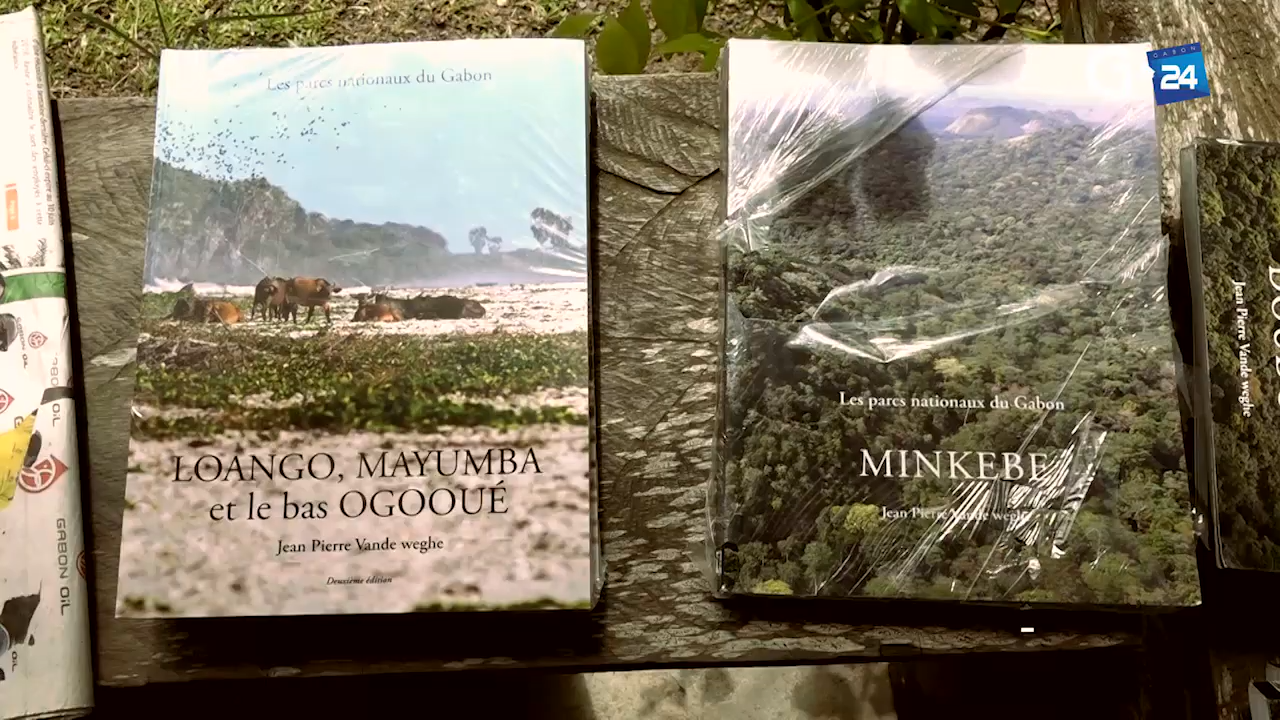 Les parcs nationaux du Gabon
LOANGO, MAYUMBA
et le bas OGOOUÉ
Jean Pierre Vande weghe
Deuxième édition
Les parcs nationaux du Gabon
MINKEBE
Jean Pierre Vande weghe
GABON
24
Jean Pierre Vande weghe
GABON OiL